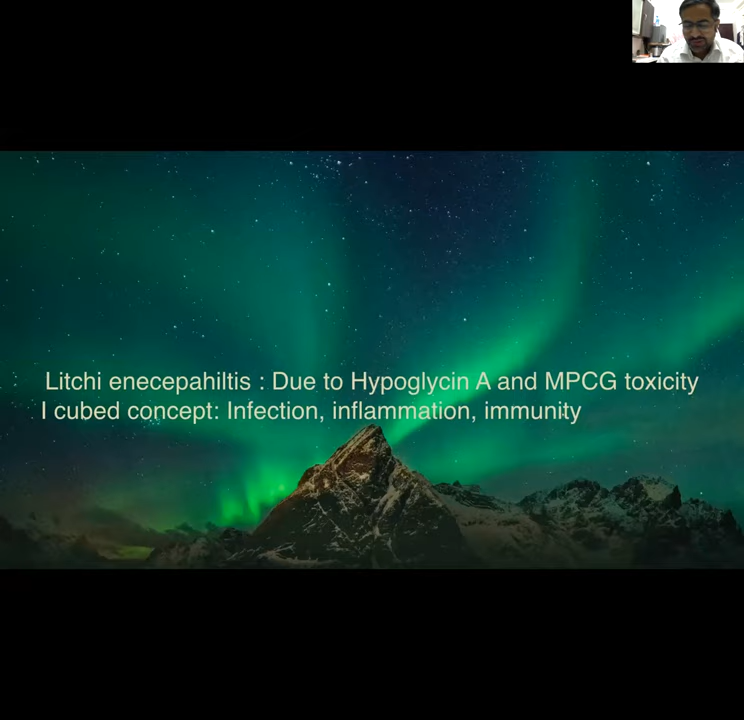 Litchi enecepahiltis : Due to Hypoglycin A and MPCG toxicity
I cubed concept: Infection, inflammation, immunity